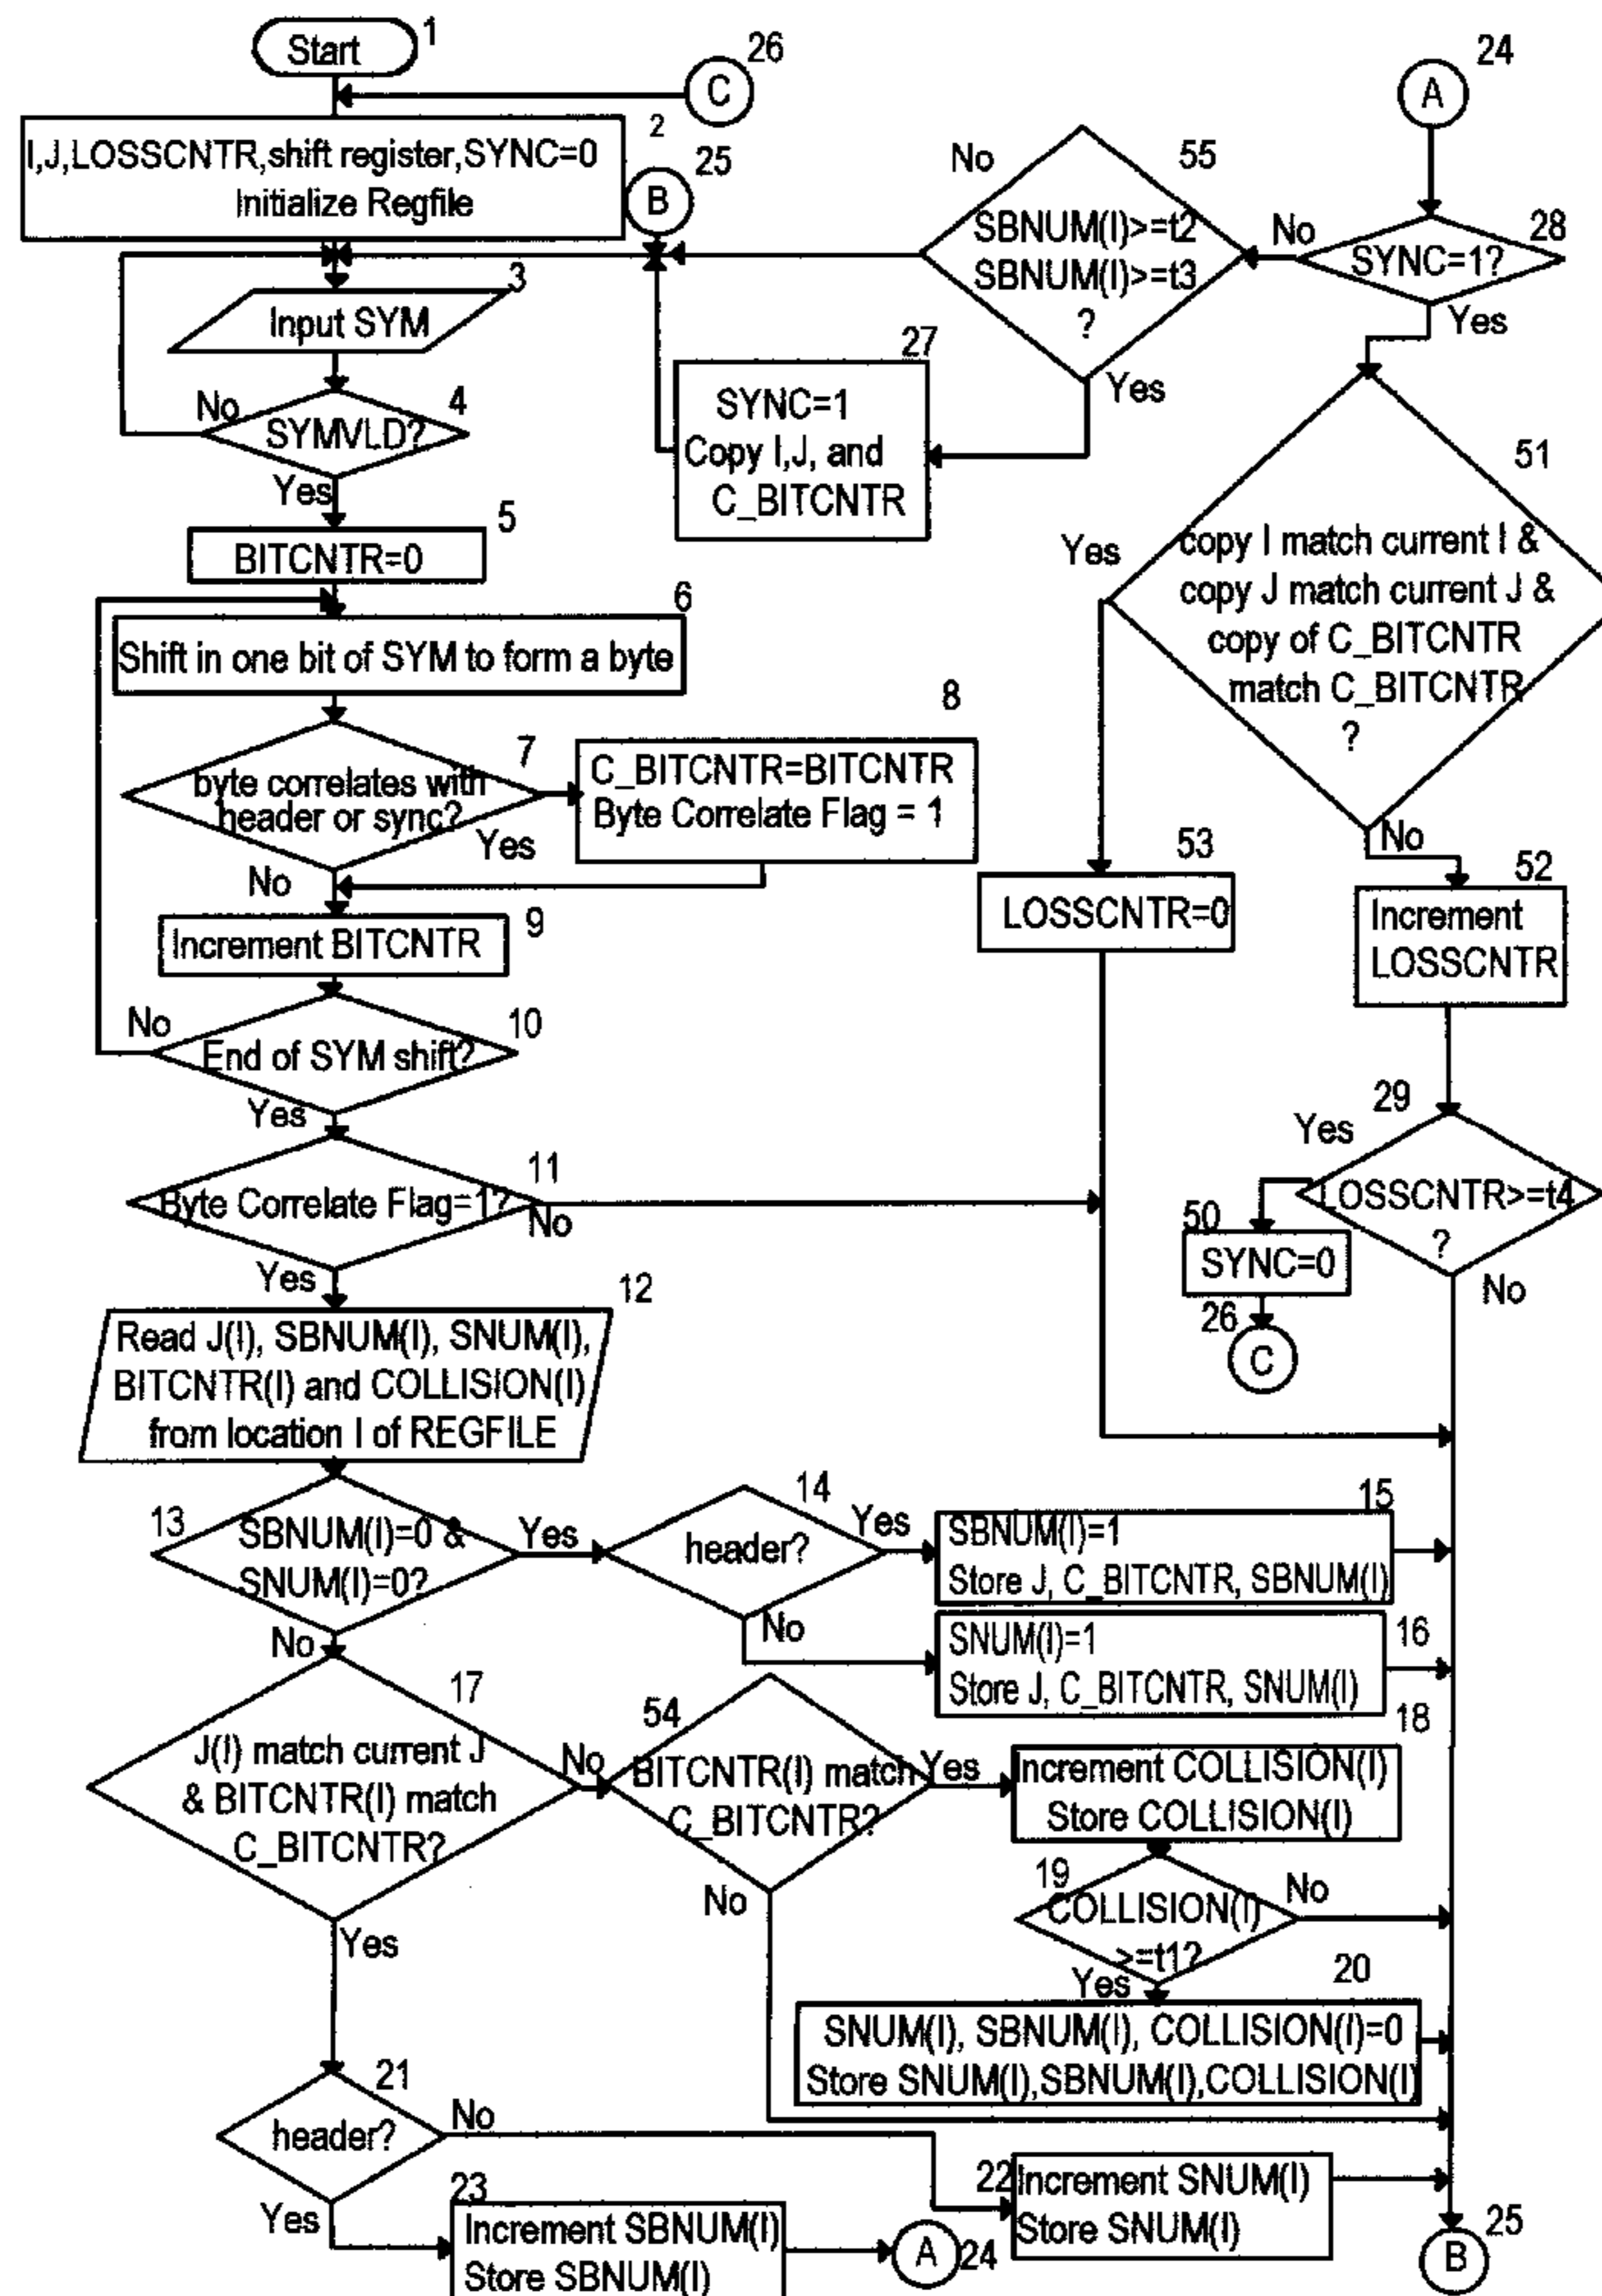 Start
1
C
26
A
24
I,J,LOSSCNTR,shift register,SYNC=0
Initialize Regfile
2
B
25
No
SBNUM(I)>=t2
SBNUM(I)>=t3
?
55
Yes
No
SYNC=1?
28
Yes
Input SYM
3
SYMVLD?
4
No
Yes
SYNC=1
Copy I,J, and
C_BITCNTR
27
BITCNTR=0
5
Shift in one bit of SYM to form a byte
6
copy I match current I &
copy J match current J &
copy of C_BITCNTR
match C_BITCNTR
?
51
Yes
No
byte correlates with
header or sync?
7
Yes
No
C_BITCNTR=BITCNTR
Byte Correlate Flag = 1
8
LOSSCNTR=0
53
Increment
LOSSCNTR
52
Increment BITCNTR
9
End of SYM shift?
10
No
Yes
LOSSCNTR>=t4
?
29
Yes
No
Byte Correlate Flag=1?
11
No
Yes
SYNC=0
50
26
C
Read J(I), SBNUM(I), SNUM(I),
BITCNTR(I) and COLLISION(I)
from location I of REGFILE
12
13
SBNUM(I)=0 &
SNUM(I)=0?
Yes
No
header?
14
Yes
No
SBNUM(I)=1
Store J, C_BITCNTR, SBNUM(I)
15
SNUM(I)=1
Store J, C_BITCNTR, SNUM(I)
16
J(I) match current J
& BITCNTR(I) match
C_BITCNTR?
17
No
Yes
54
BITCNTR(I) match
C_BITCNTR?
Yes
No
Increment COLLISION(I)
Store COLLISION(I)
18
19
COLLISION(I)
>=t1?
No
Yes
SNUM(I), SBNUM(I), COLLISION(I)=0
Store SNUM(I),SBNUM(I),COLLISION(I)
20
header?
21
No
Yes
22
Increment SNUM(I)
Store SNUM(I)
23
Increment SBNUM(I)
Store SBNUM(I)
A
24
B
25